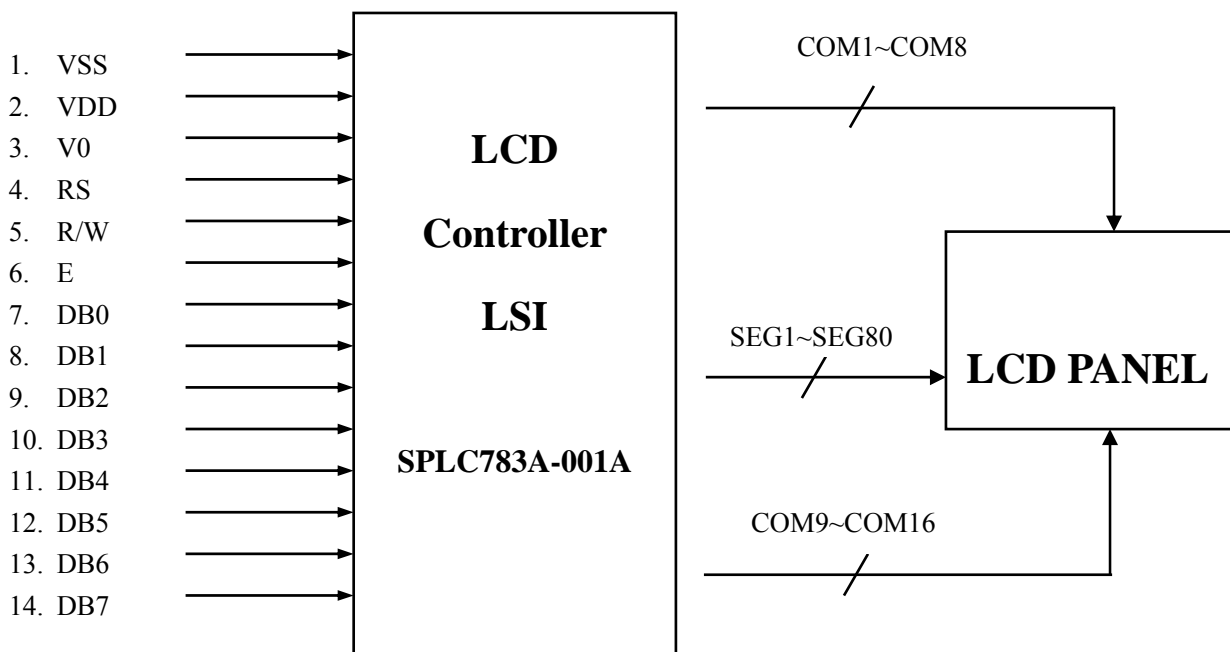 1. VSS
2. VDD
3. V0
4. RS
5. R/W
6. E
7. DB0
8. DB1
9. DB2
10. DB3
11. DB4
12. DB5
13. DB6
14. DB7
LCD
Controller
LSI
SPLC783A-001A
COM1~COM8
SEG1~SEG80
COM9~COM16
LCD PANEL